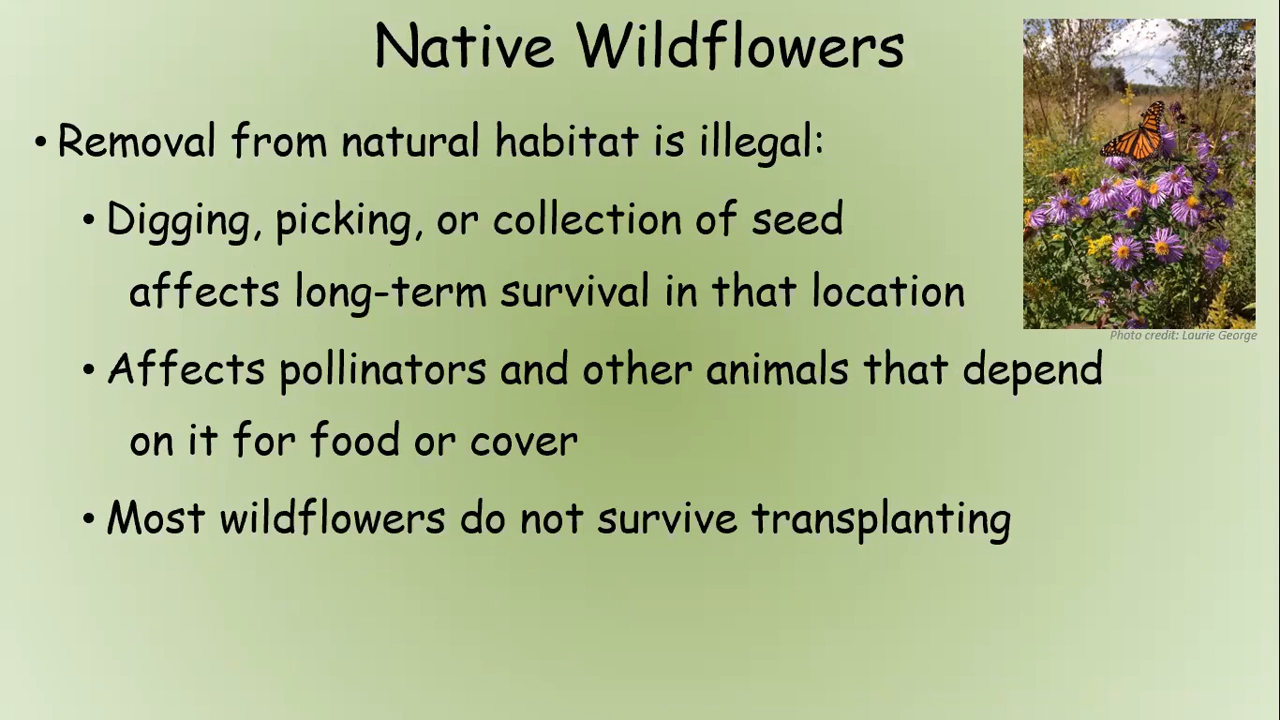 Native Wildflowers
• Removal from natural habitat is illegal:
• Digging, picking, or collection of seed
affects long-term survival in that location
Photo credit: Laurie George
• Affects pollinators and other animals that depend
on it for food or cover
• Most wildflowers do not survive transplanting